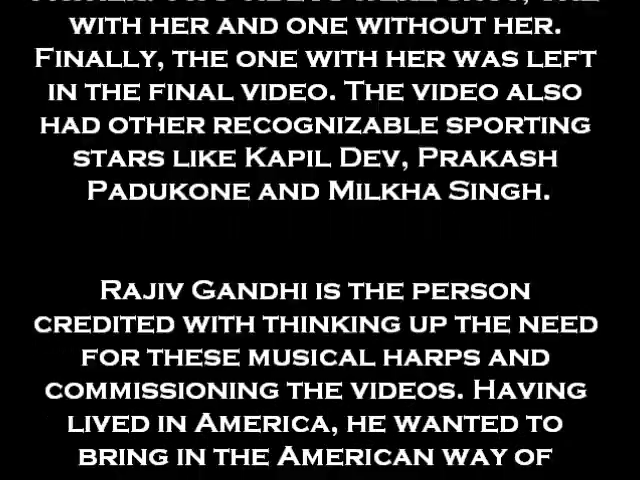 WITH HER AND ONE WITHOUT HER.
FINALLY, THE ONE WITH HER WAS LEFT
IN THE FINAL VIDEO. THE VIDEO ALSO
HAD OTHER RECOGNIZABLE SPORTING
STARS LIKE KAPIL DEV, PRAKASH
PADUKONE AND MILKHA SINGH.
RAJIV GANDHI IS THE PERSON
CREDITED WITH THINKING UP THE NEED
FOR THESE MUSICAL HARPS AND
COMMISSIONING THE VIDEOS. HAVING
LIVED IN AMERICA, HE WANTED TO
BRING IN THE AMERICAN WAY OF